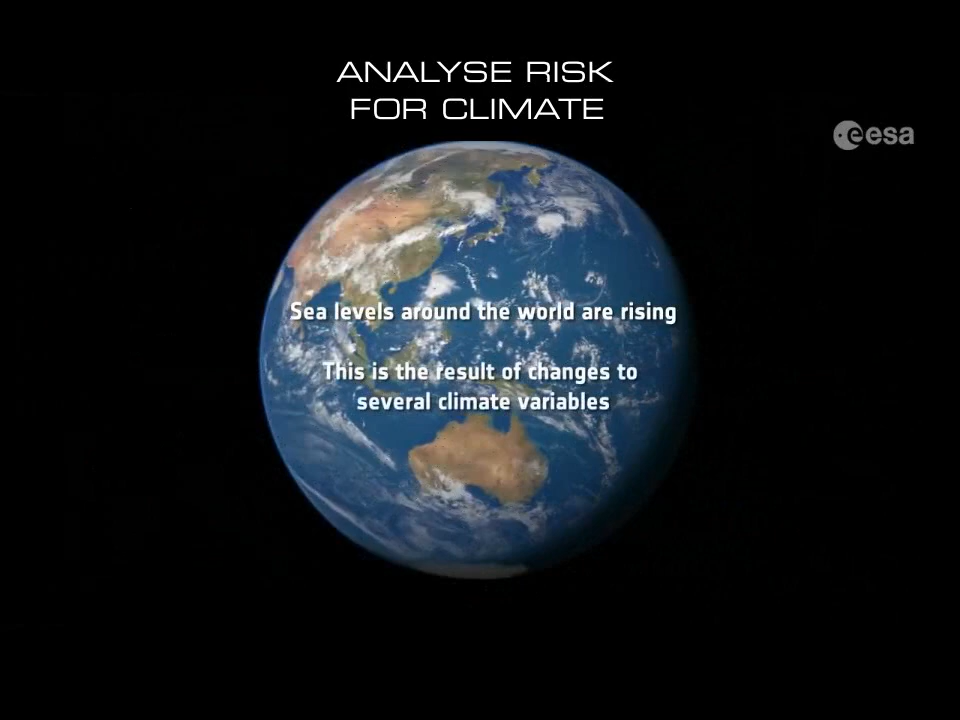 ANALYSE RISK
FOR CLIMATE
esa
Sea levels around the world are rising
This is the result of changes to
several climate variables